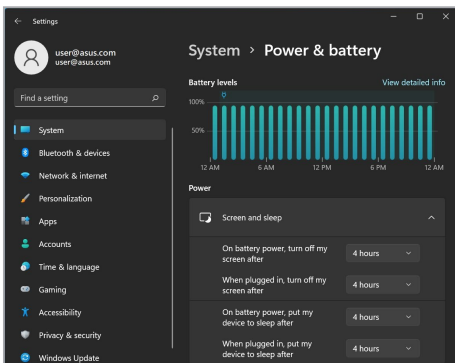 Settings
user@asus.com
user@asus.com
Find a setting
System
Bluetooth & devices
Network & internet
Personalization
Apps
Accounts
Time & language
Gaming
Accessibility
Privacy & security
Windows Update
System > Power & battery
Battery levels
View detailed info
100%
50%
12 AM 6 AM 12 PM 6 PM 12 AM
Power
Screen and sleep
On battery power, turn off my
screen after
4 hours
When plugged in, turn off my
screen after
4 hours
On battery power, put my
device to sleep after
4 hours
When plugged in, put my
device to sleep after
4 hours